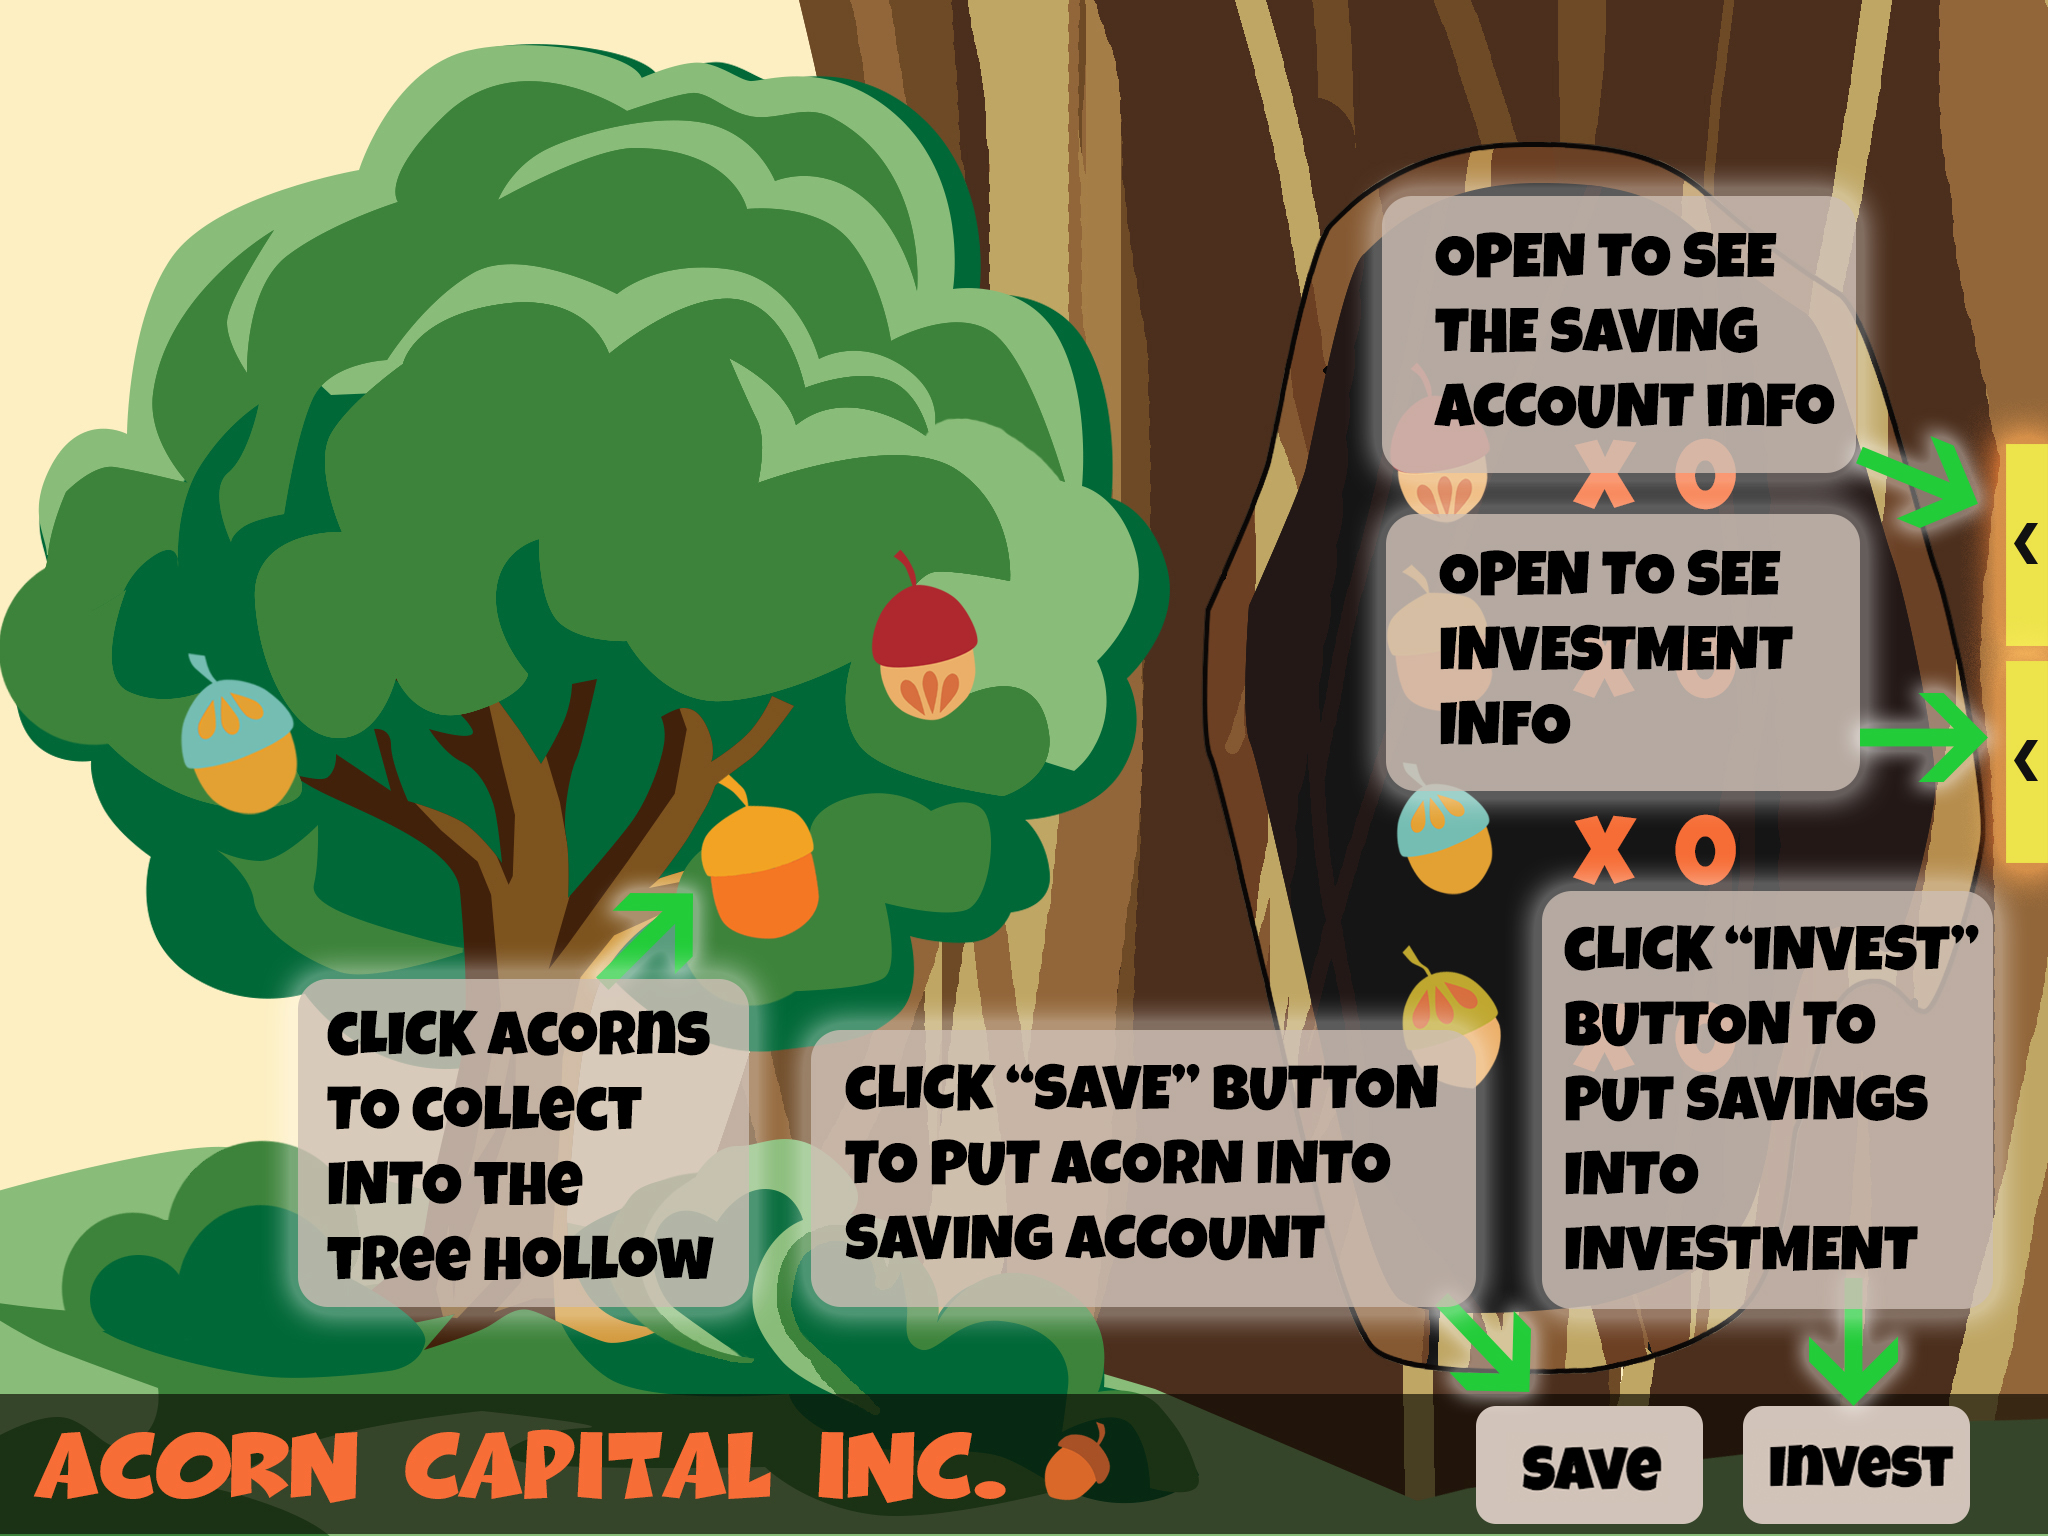 OPEN TO SEE
THE SAVING
ACCOUNT INFO
X O
OPEN TO SEE
INVESTMENT
INFO
X O
X O
CLICK “INVEST”
BUTTON TO
PUT SAVINGS
INTO
INVESTMENT
X O
CLICK ACORNS
TO COLLECT
INTO THE
TREE HOLLOW
CLICK “SAVE” BUTTON
TO PUT ACORN INTO
SAVING ACCOUNT
ACORN CAPITAL INC.
SAVE
INVEST